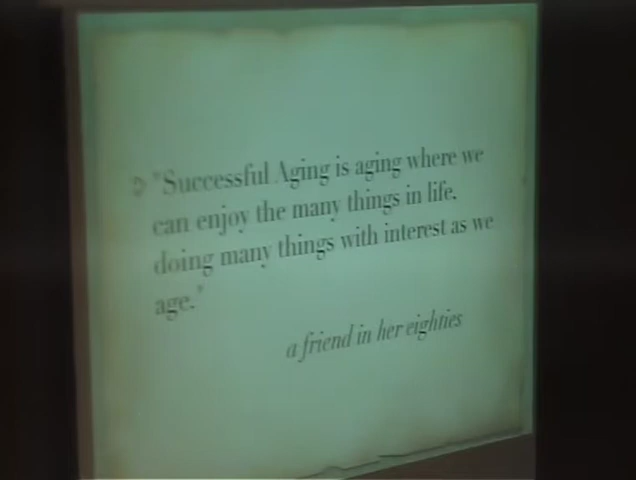 "Successful Aging is aging where we
can enjoy the many things in life.
doing many things with interest as we
age."
a friend in her eighties